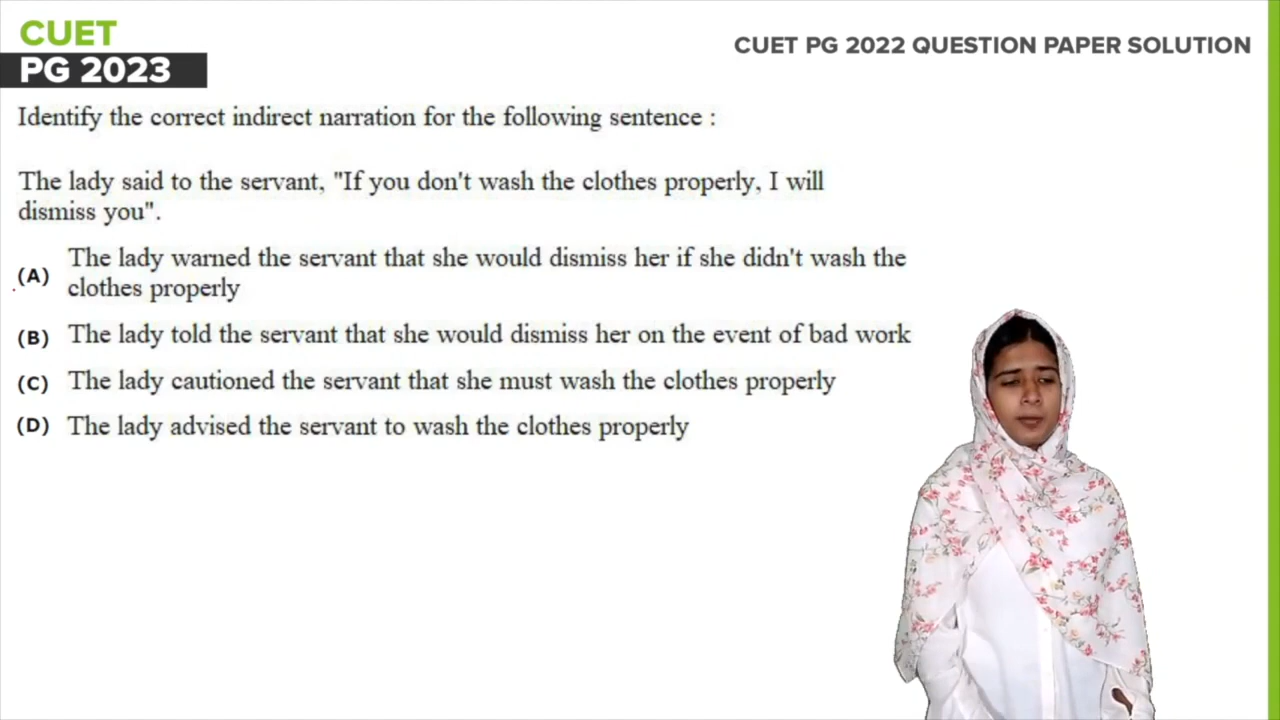 CUET
PG 2023
CUET PG 2022 QUESTION PAPER SOLUTION
Identify the correct indirect narration for the following sentence :
The lady said to the servant, "If you don't wash the clothes properly, I will
dismiss you".
(A) The lady warned the servant that she would dismiss her if she didn't wash the
clothes properly
(B) The lady told the servant that she would dismiss her on the event of bad work
(C) The lady cautioned the servant that she must wash the clothes properly
(D) The lady advised the servant to wash the clothes properly